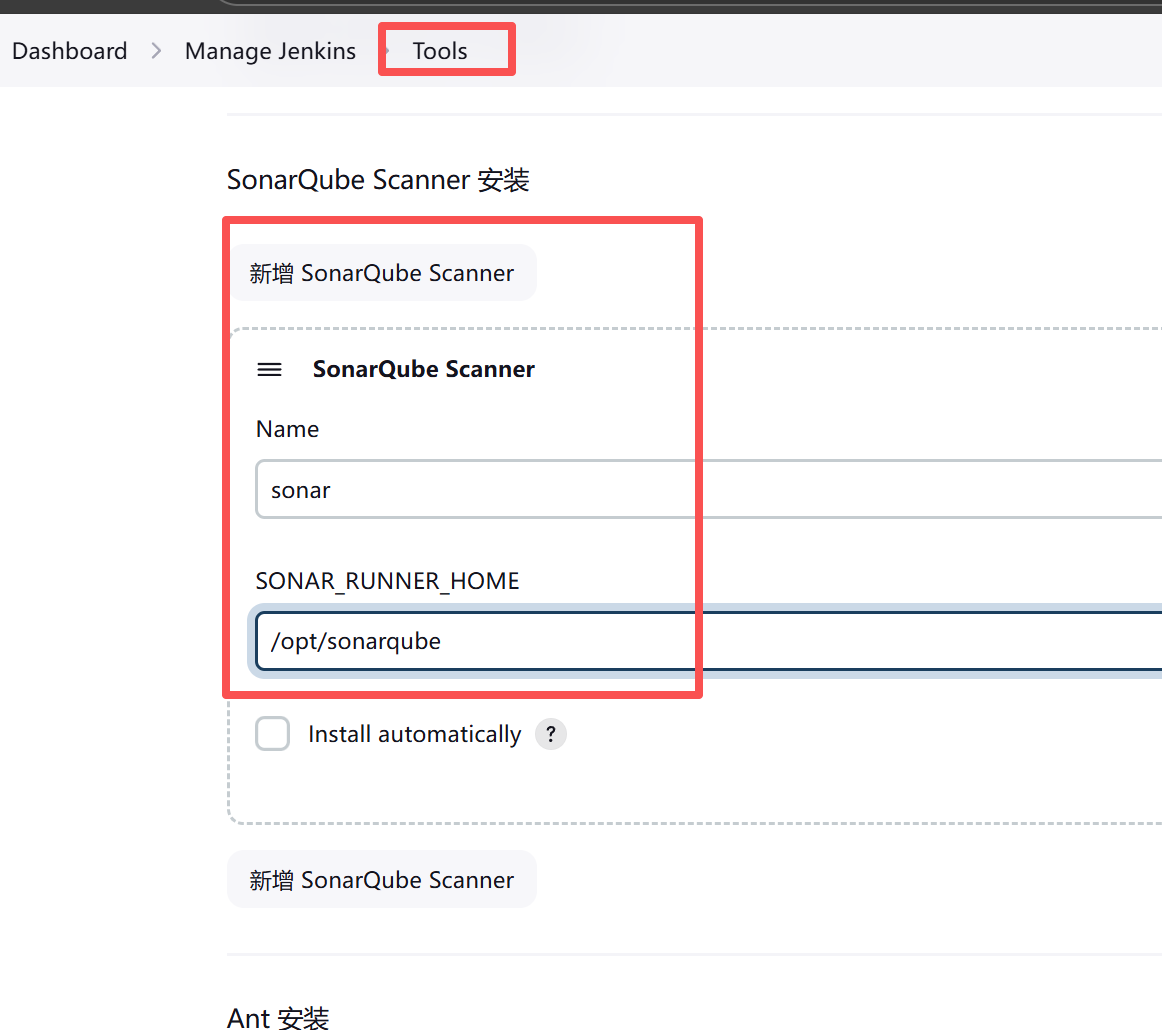 Dashboard > Manage Jenkins > Tools
SonarQube Scanner 安装
新增 SonarQube Scanner
SonarQube Scanner
Name
sonar
SONAR_RUNNER_HOME
/opt/sonarqube
Install automatically ?
新增 SonarQube Scanner
Ant 安装